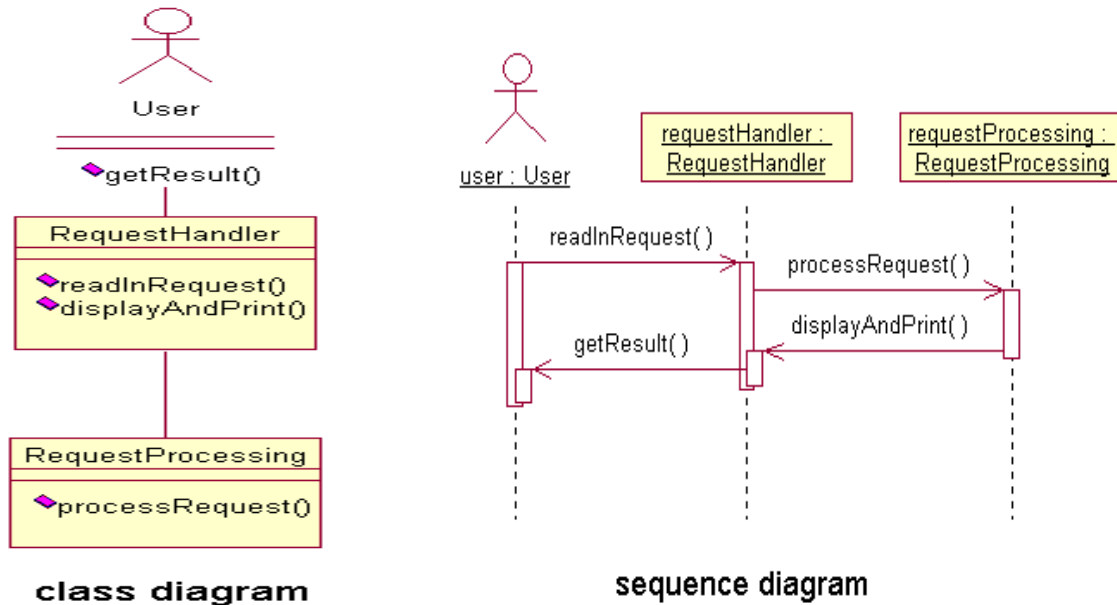 User
getResult()
RequestHandler
readInRequest()
displayAndPrint()
RequestProcessing
processRequest()
class diagram
user : User
requestHandler :
RequestHandler
requestProcessing :
RequestProcessing
readInRequest( )
processRequest( )
displayAndPrint( )
getResult( )
sequence diagram